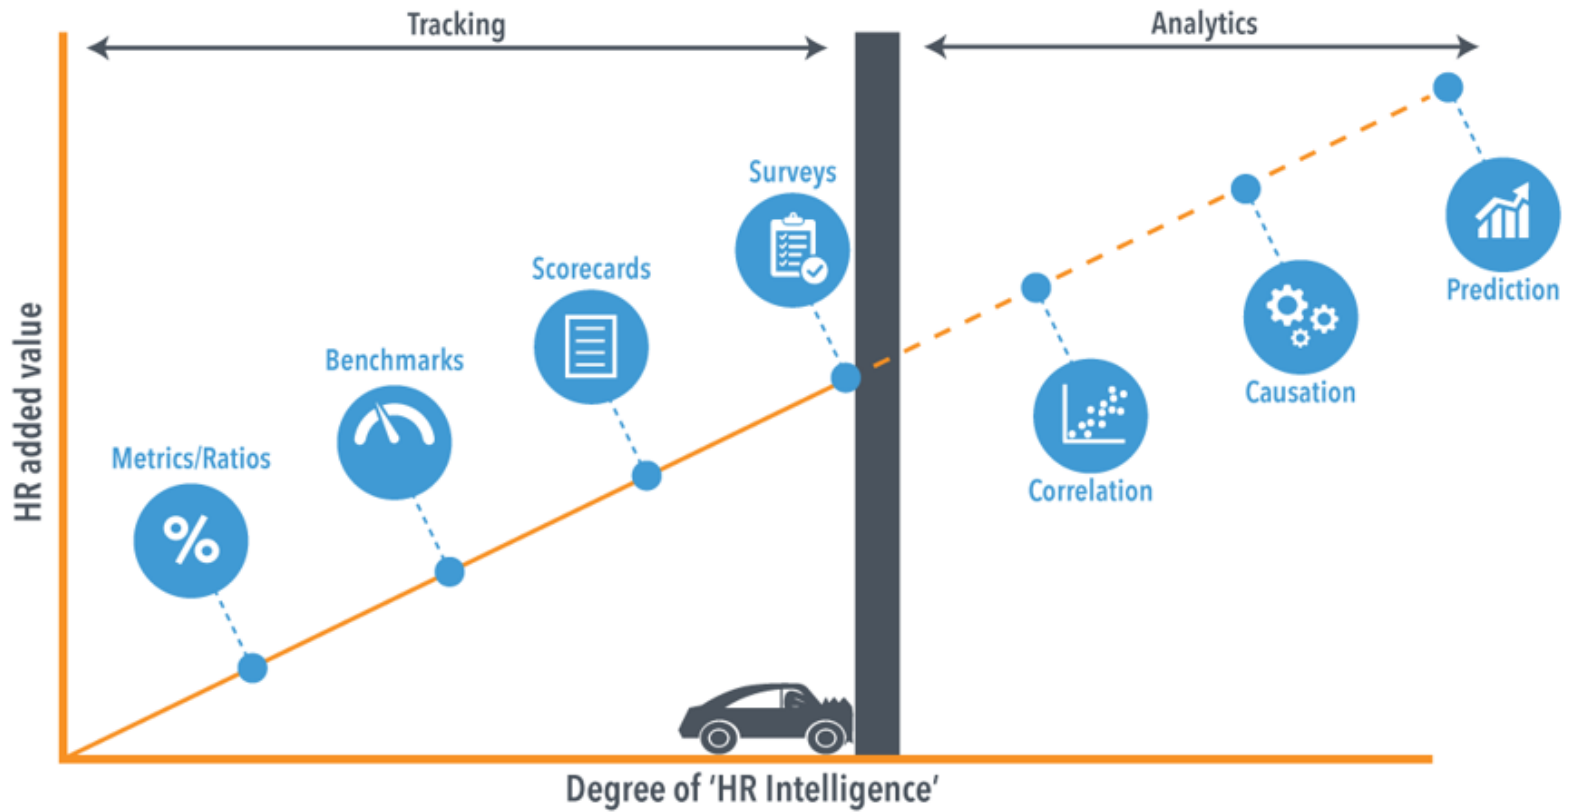 Tracking
Analytics
Surveys
Scorecards
Benchmarks
Metrics/Ratios
%
Prediction
Causation
Correlation
HR added value
Degree of 'HR Intelligence'